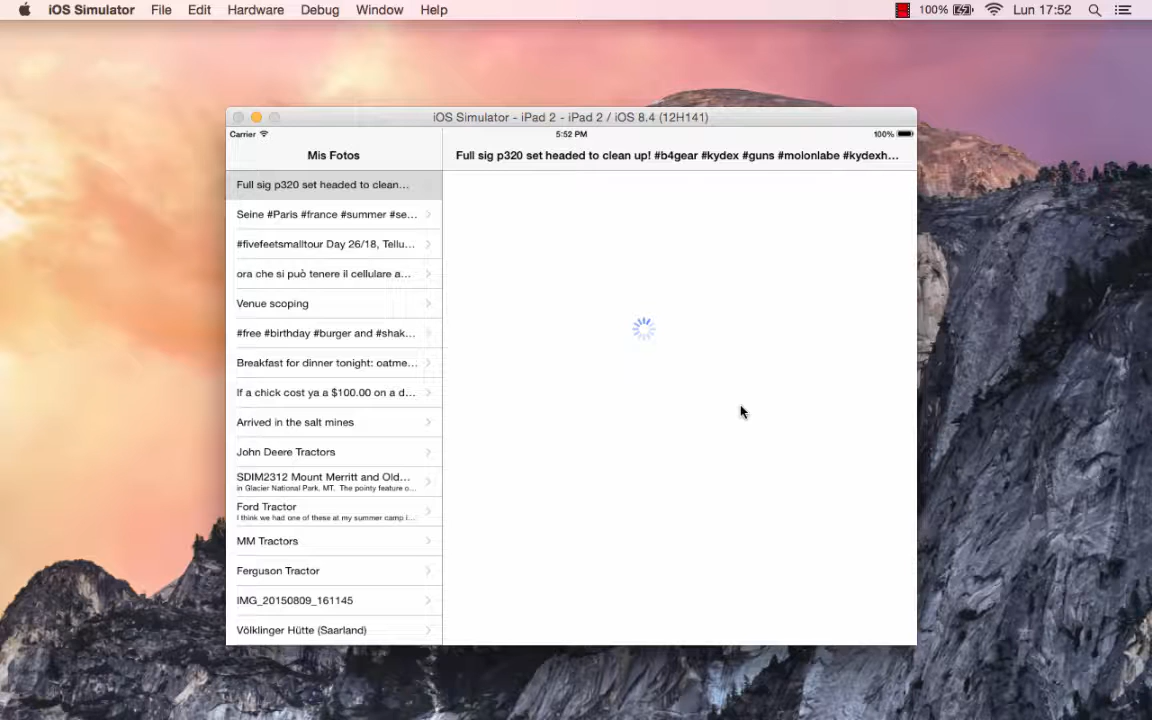 iOS Simulator File Edit Hardware Debug Window Help 100% Lun 17:52
iOS Simulator - iPad 2 - iPad 2 / iOS 8.4 (12H141)
Carrier 5:52 PM 100%
Mis Fotos
Full sig p320 set headed to clean up! #b4gear #kydex #guns #molonlabe #kydexh...
Full sig p320 set headed to clean...
Seine #Paris #france #summer #se...
#fivefeetsmalltour Day 26/18, Tellu...
ora che si può tenere il cellulare a...
Venue scoping
#free #birthday #burger and #shak...
Breakfast for dinner tonight: oatme...
If a chick cost ya a $100.00 on a d...
Arrived in the salt mines
John Deere Tractors
SDIM2312 Mount Merritt and Old...
in Glacier National Park, MT. The pointy feature o...
Ford Tractor
I think we had one of these at my summer camp i...
MM Tractors
Ferguson Tractor
IMG_20150809_161145
Völklinger Hütte (Saarland)